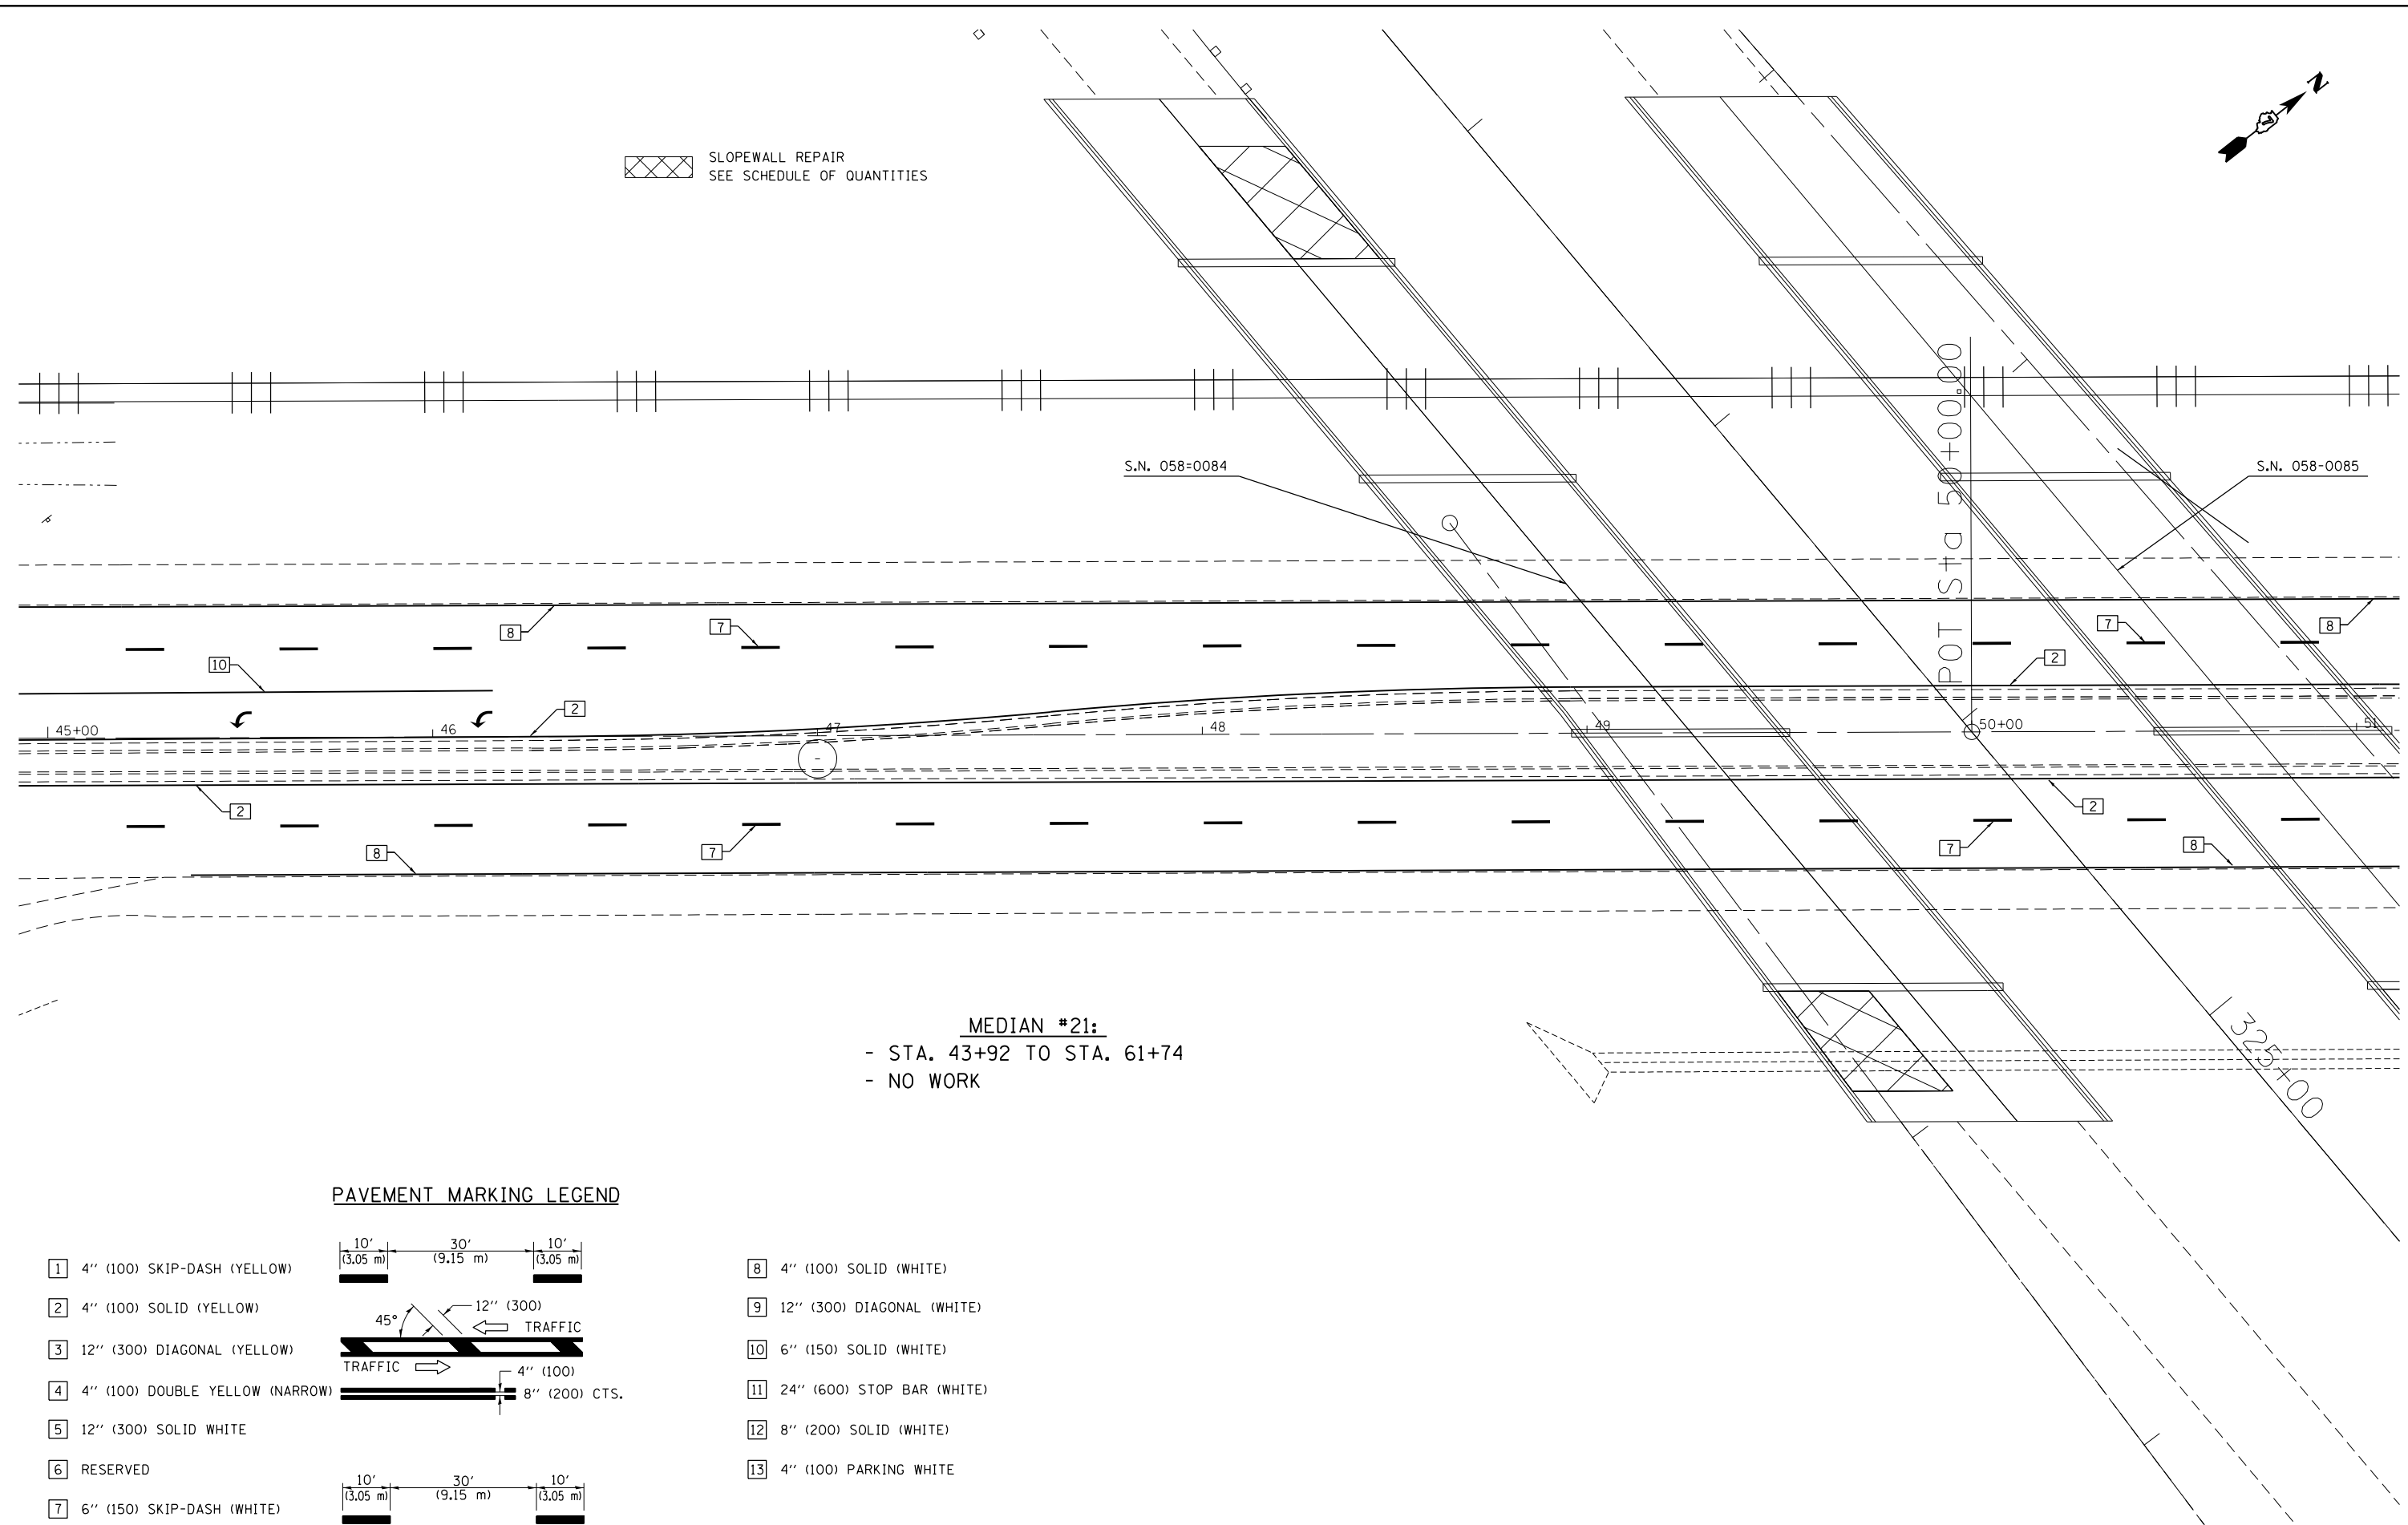 N
SLOPEWALL REPAIR
SEE SCHEDULE OF QUANTITIES
S.N. 058=0084
POT Sta 50+00.00
S.N. 058-0085
8
7
7
8
10
2
2
45+00
46
47
48
49
50+00
51
2
2
8
7
7
8
MEDIAN #21:
- STA. 43+92 TO STA. 61+74
- NO WORK
325+00
PAVEMENT MARKING LEGEND
10' 30' 10'
(3.05 m) (9.15 m) (3.05 m)
1 4'' (100) SKIP-DASH (YELLOW)
2 4'' (100) SOLID (YELLOW)
12'' (300)
45°
TRAFFIC
3 12'' (300) DIAGONAL (YELLOW)
TRAFFIC
4'' (100)
4 4'' (100) DOUBLE YELLOW (NARROW)
8'' (200) CTS.
5 12'' (300) SOLID WHITE
6 RESERVED
10' 30' 10'
(3.05 m) (9.15 m) (3.05 m)
7 6'' (150) SKIP-DASH (WHITE)
8 4'' (100) SOLID (WHITE)
9 12'' (300) DIAGONAL (WHITE)
10 6'' (150) SOLID (WHITE)
11 24'' (600) STOP BAR (WHITE)
12 8'' (200) SOLID (WHITE)
13 4'' (100) PARKING WHITE